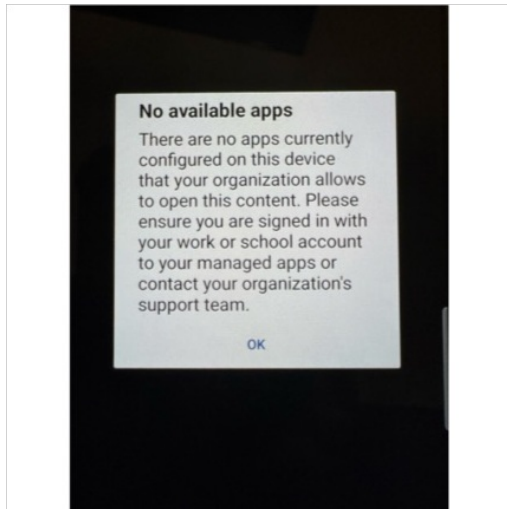 No available apps
There are no apps currently
configured on this device
that your organization allows
to open this content. Please
ensure you are signed in with
your work or school account
to your managed apps or
contact your organization's
support team.
OK